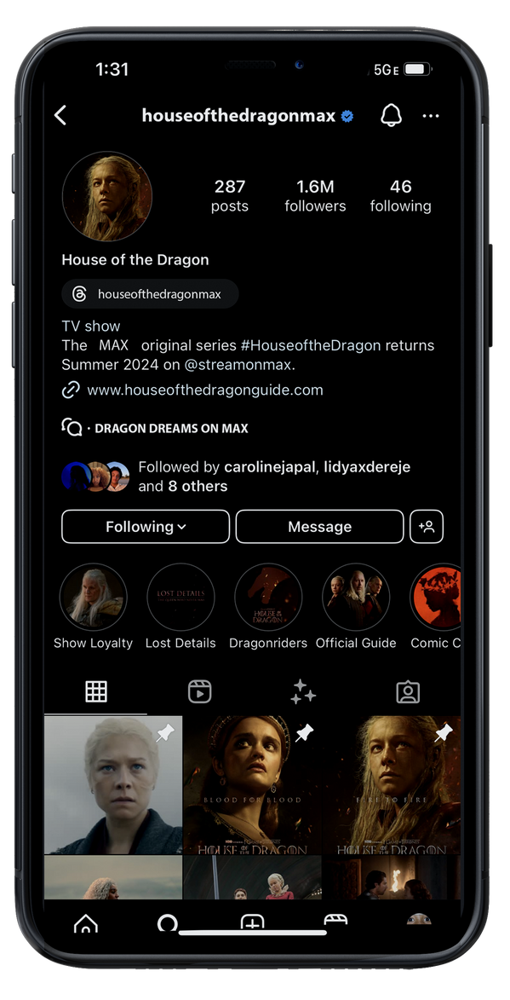 1:31
5GE
houseofthedragonmax
287 1.6M 46
posts followers following
House of the Dragon
houseofthedragonmax
TV show
The MAX original series #HouseoftheDragon returns
Summer 2024 on @streamonmax.
www.houseofthedragonguide.com
· DRAGON DREAMS ON MAX
Followed by carolinejapal, lidyaxdereje
and 8 others
Following Message
LOST DETAILS
HOUSE OF THE
DRAGON
Show Loyalty Lost Details Dragonriders Official Guide Comic C
BLOOD FOR BLOOD FIRE TO FIRE
HOUSE OF THE DRAGON HOUSE OF THE DRAGON